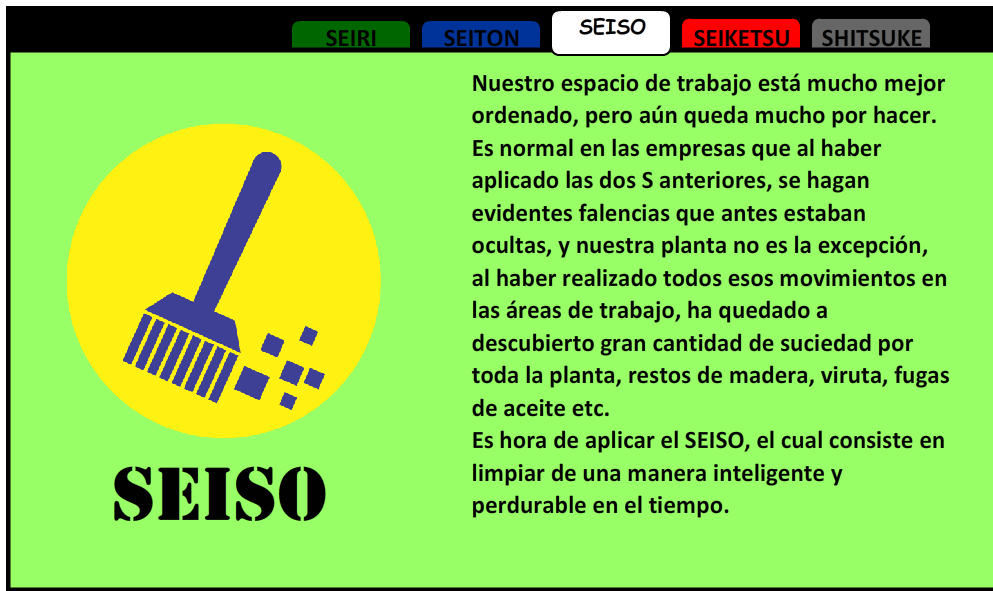 SEIRI
SEITON
SEISO
SEIKETSU
SHITSUKE
Nuestro espacio de trabajo está mucho mejor
ordenado, pero aún queda mucho por hacer.
Es normal en las empresas que al haber
aplicado las dos S anteriores, se hagan
evidentes falencias que antes estaban
ocultas, y nuestra planta no es la excepción,
al haber realizado todos esos movimientos en
las áreas de trabajo, ha quedado a
descubierto gran cantidad de suciedad por
toda la planta, restos de madera, viruta, fugas
de aceite etc.
Es hora de aplicar el SEISO, el cual consiste en
limpiar de una manera inteligente y
perdurable en el tiempo.
SEISO